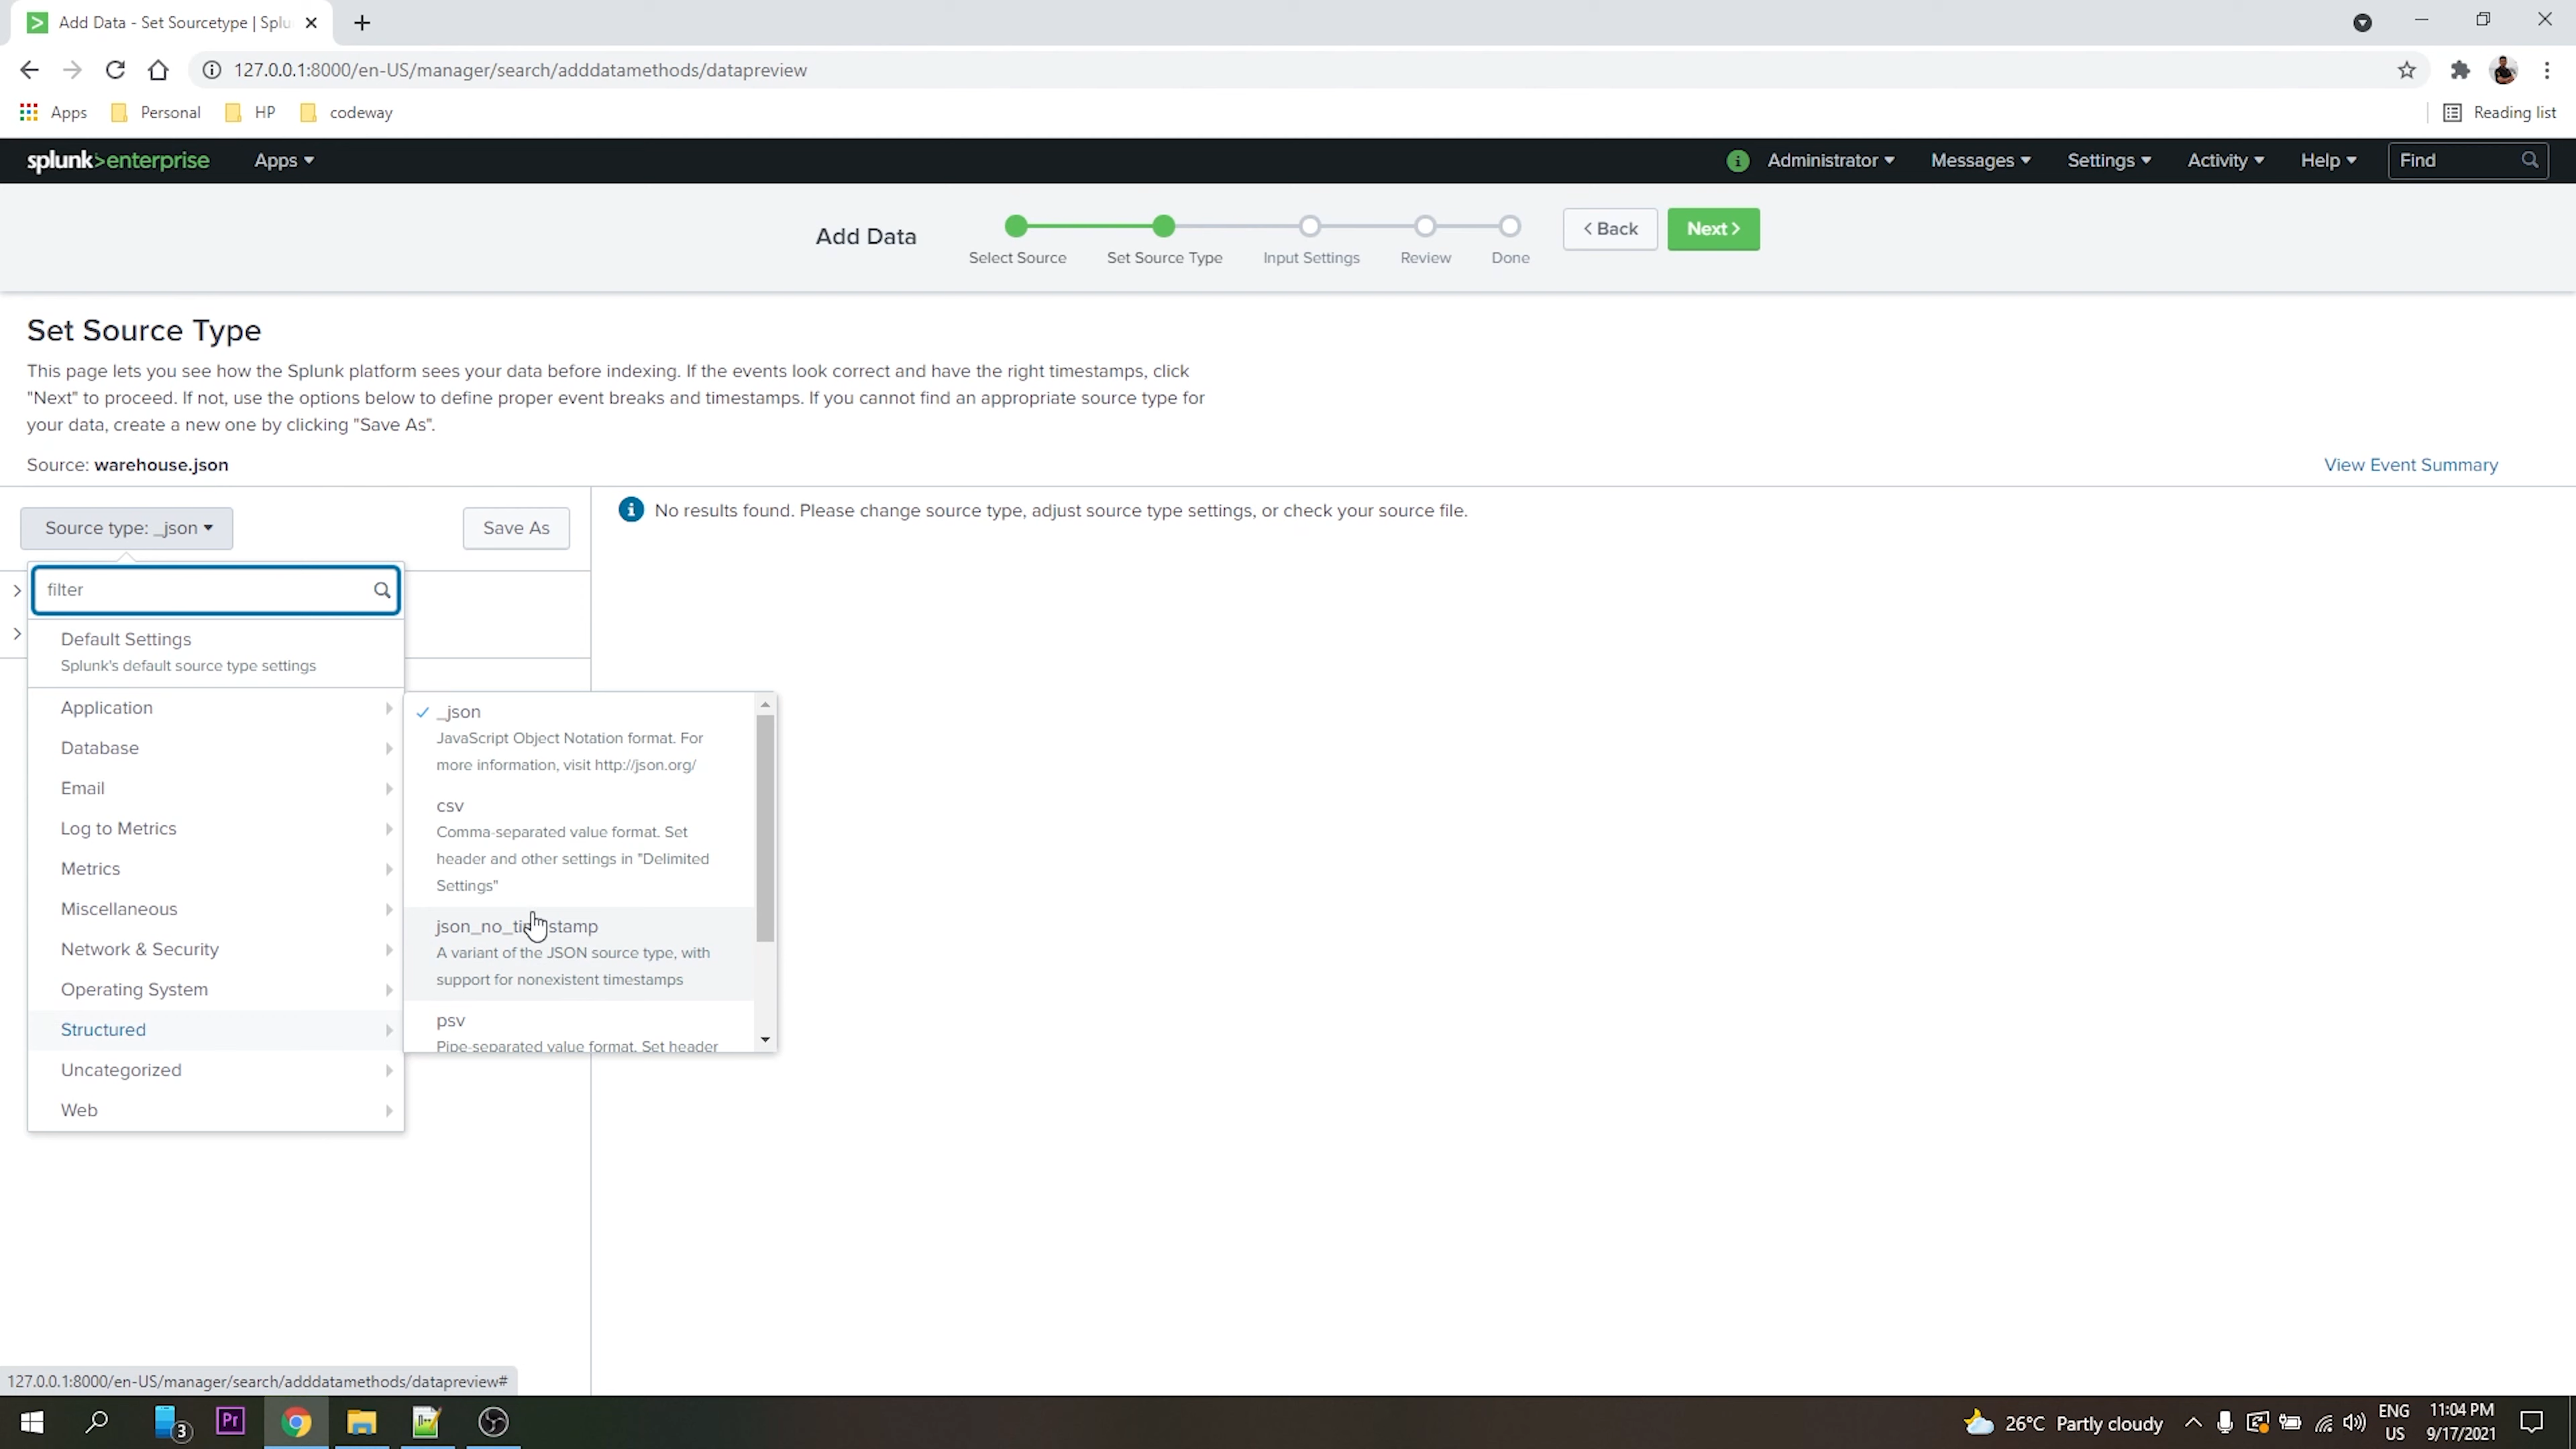 Add Data - Set Sourcetype | Splu
127.0.0.1:8000/en-US/manager/search/adddatamethods/datapreview
Apps Personal HP codeway Reading list
splunk>enterprise Apps Administrator Messages Settings Activity Help Find
Add Data
Select Source Set Source Type Input Settings Review Done
< Back Next >
Set Source Type
This page lets you see how the Splunk platform sees your data before indexing. If the events look correct and have the right timestamps, click
"Next" to proceed. If not, use the options below to define proper event breaks and timestamps. If you cannot find an appropriate source type for
your data, create a new one by clicking "Save As".
Source: warehouse.json View Event Summary
Source type: _json Save As
No results found. Please change source type, adjust source type settings, or check your source file.
filter
Default Settings
Splunk's default source type settings
Application
Database
Email
Log to Metrics
Metrics
Miscellaneous
Network & Security
Operating System
Structured
Uncategorized
Web
_json
JavaScript Object Notation format. For
more information, visit http://json.org/
csv
Comma-separated value format. Set
header and other settings in "Delimited
Settings"
json_no_timestamp
A variant of the JSON source type, with
support for nonexistent timestamps
psv
Pipe-separated value format. Set header
127.0.0.1:8000/en-US/manager/search/adddatamethods/datapreview#
3
Pr
26°C Partly cloudy
ENG
US
11:04 PM
9/17/2021